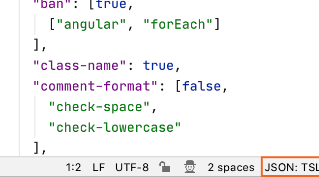 "ban": [true,
["angular", "forEach"]
],
"class-name": true,
"comment-format": [false,
"check-space",
"check-lowercase"
],
1:2 LF UTF-8 2 spaces JSON: TSL